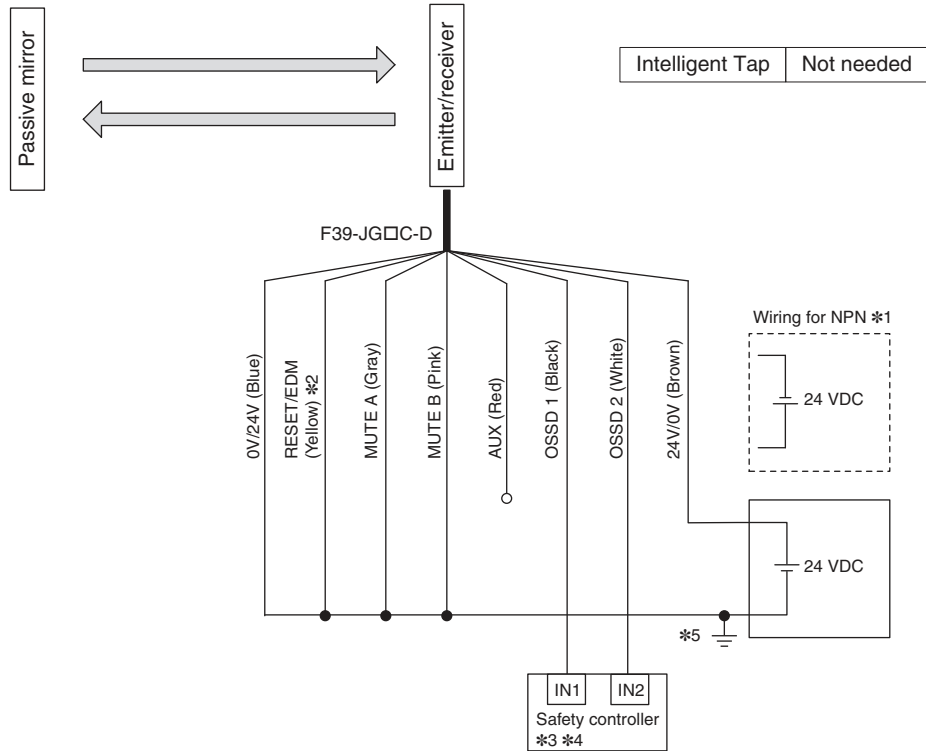 Passive mirror
Emitter/receiver
Intelligent Tap Not needed
F39-JG□C-D
0V/24V (Blue)
RESET/EDM
(Yellow) ✽2
MUTE A (Gray)
MUTE B (Pink)
AUX (Red)
OSSD 1 (Black)
OSSD 2 (White)
24V/0V (Brown)
Wiring for NPN ✽1
24 VDC
24 VDC
✽5
IN1 IN2
Safety controller
✽3 ✽4